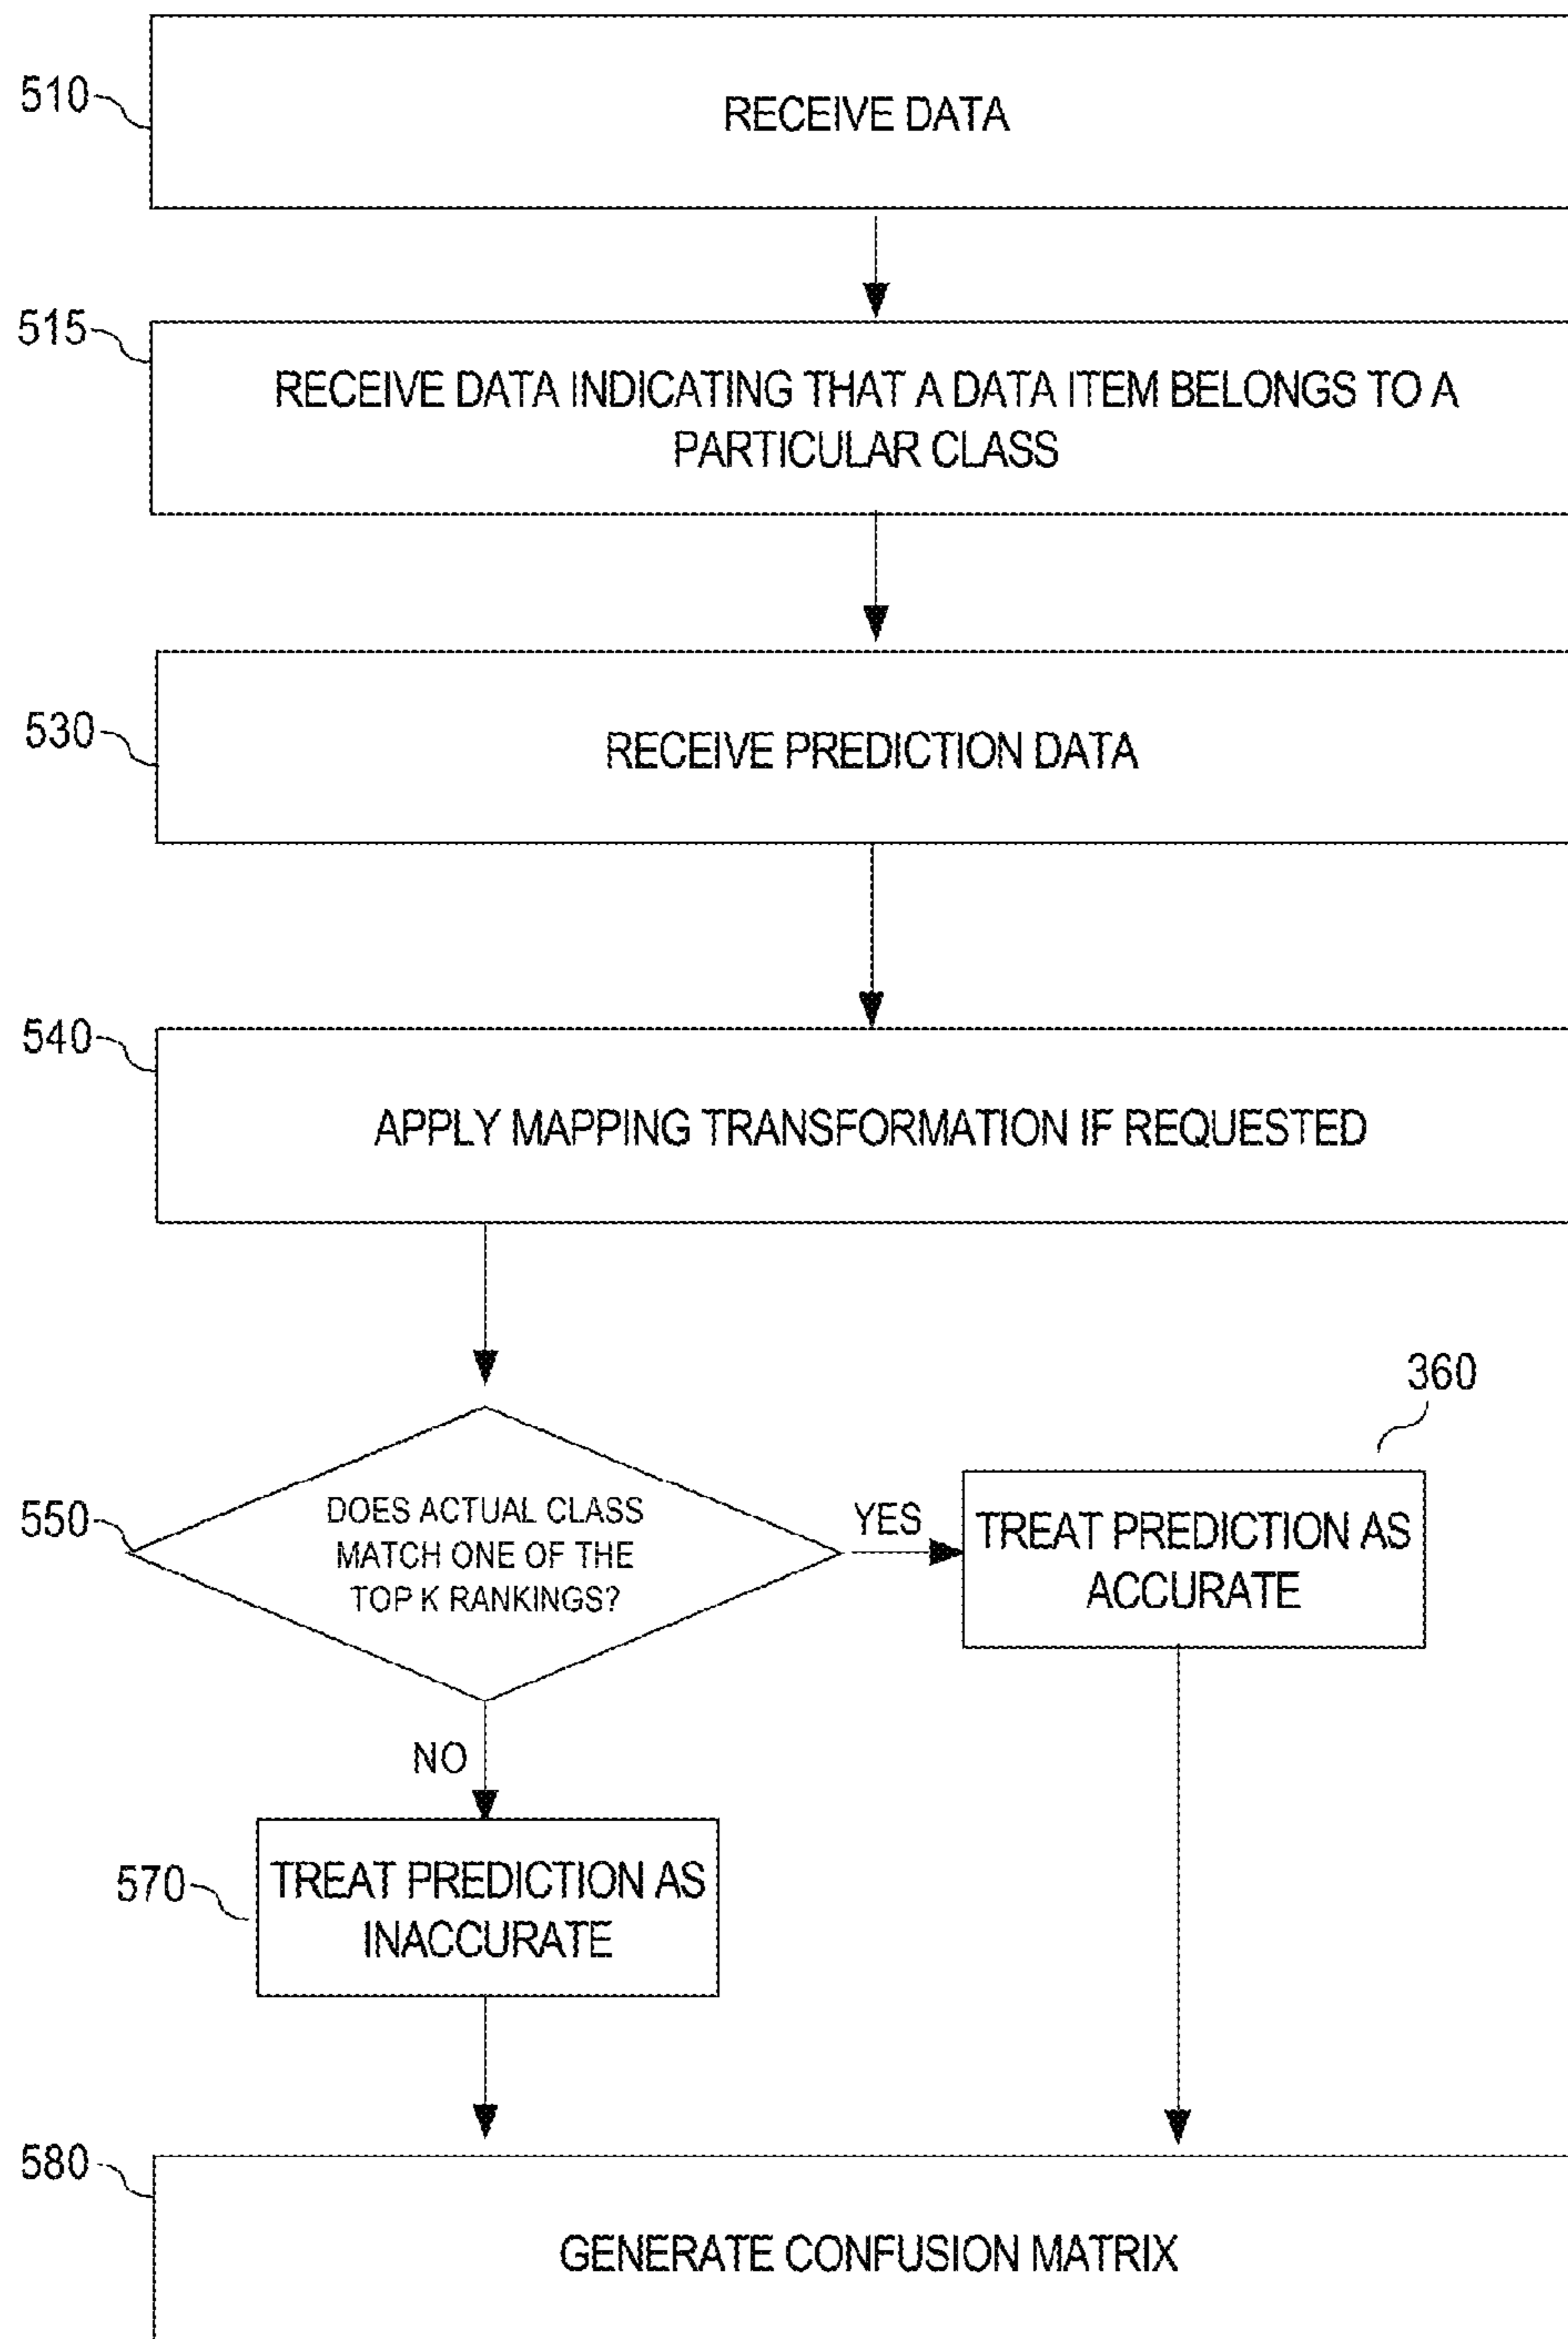 510
RECEIVE DATA
515
RECEIVE DATA INDICATING THAT A DATA ITEM BELONGS TO A
PARTICULAR CLASS
530
RECEIVE PREDICTION DATA
540
APPLY MAPPING TRANSFORMATION IF REQUESTED
360
550
DOES ACTUAL CLASS
MATCH ONE OF THE
TOP K RANKINGS?
YES
TREAT PREDICTION AS
ACCURATE
NO
570
TREAT PREDICTION AS
INACCURATE
580
GENERATE CONFUSION MATRIX